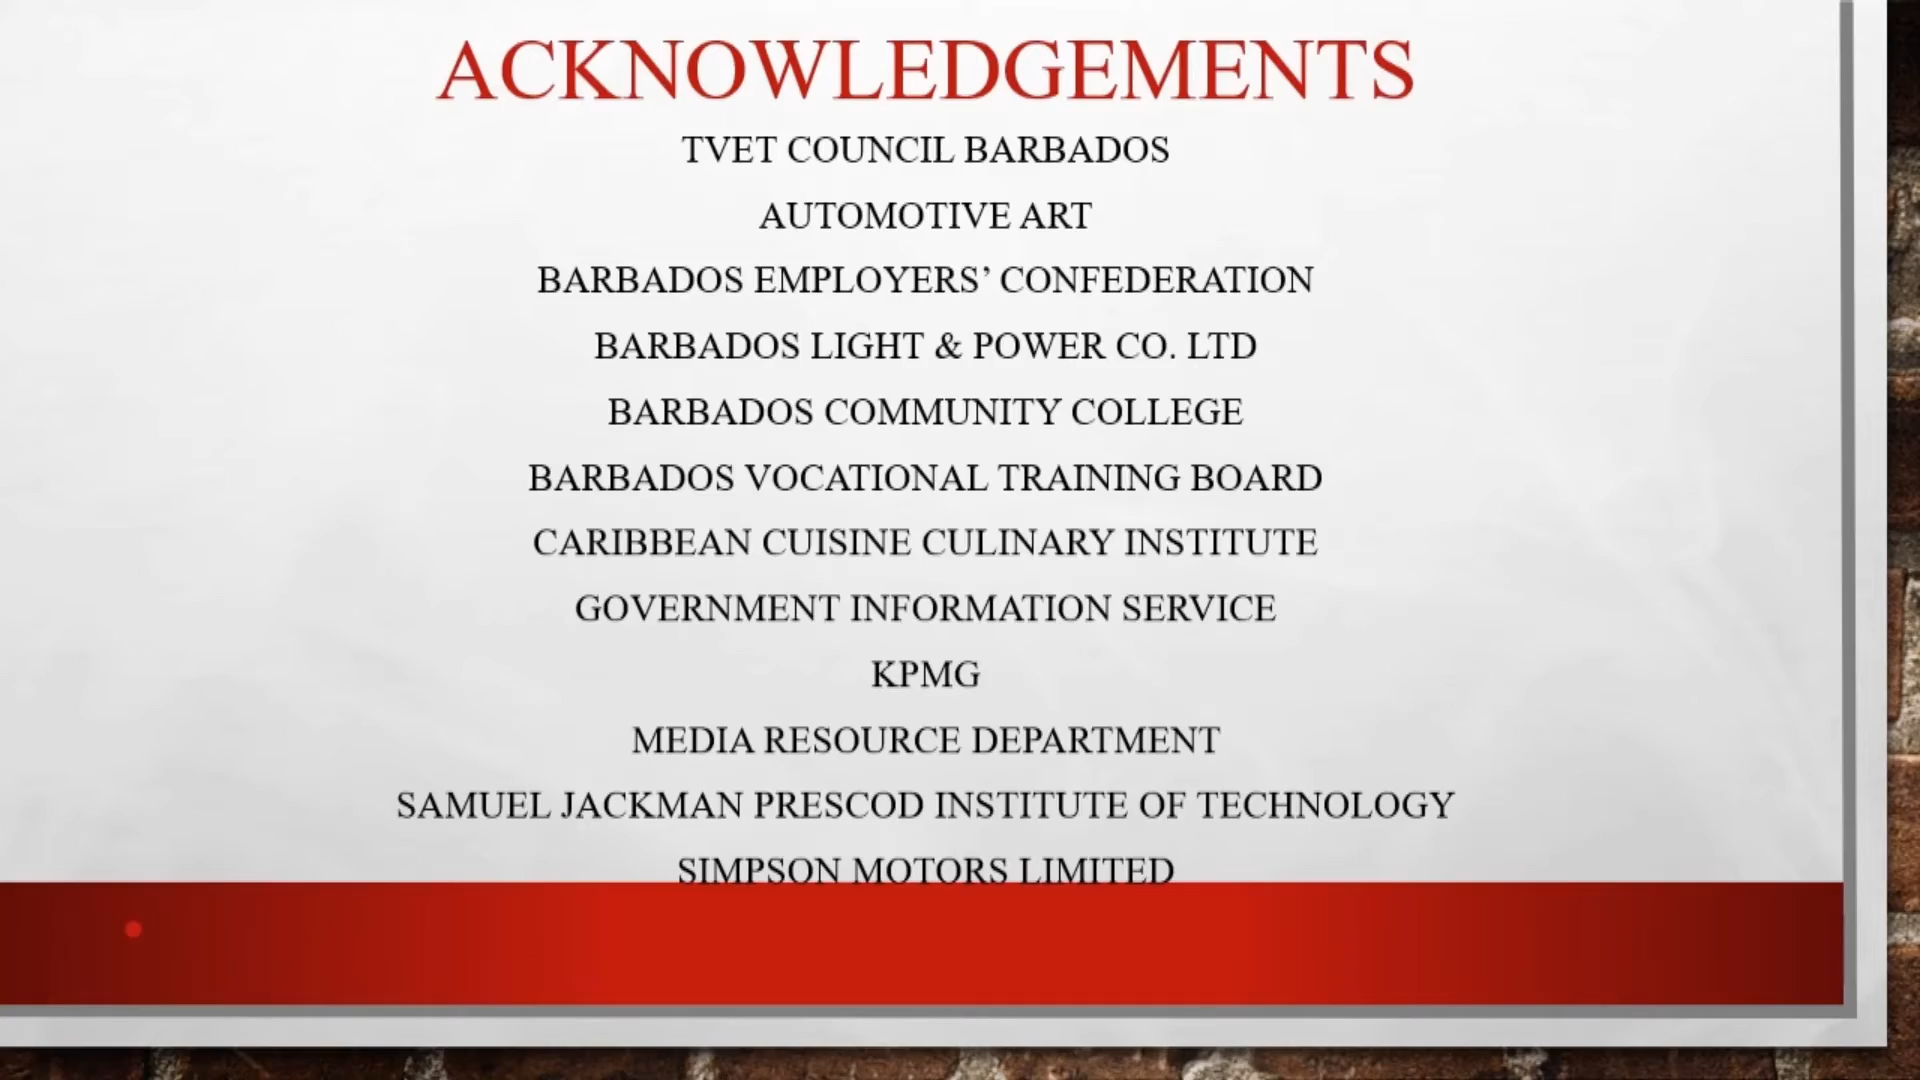 ACKNOWLEDGEMENTS
TVET COUNCIL BARBADOS
AUTOMOTIVE ART
BARBADOS EMPLOYERS’ CONFEDERATION
BARBADOS LIGHT & POWER CO. LTD
BARBADOS COMMUNITY COLLEGE
BARBADOS VOCATIONAL TRAINING BOARD
CARIBBEAN CUISINE CULINARY INSTITUTE
GOVERNMENT INFORMATION SERVICE
KPMG
MEDIA RESOURCE DEPARTMENT
SAMUEL JACKMAN PRESCOD INSTITUTE OF TECHNOLOGY
SIMPSON MOTORS LIMITED